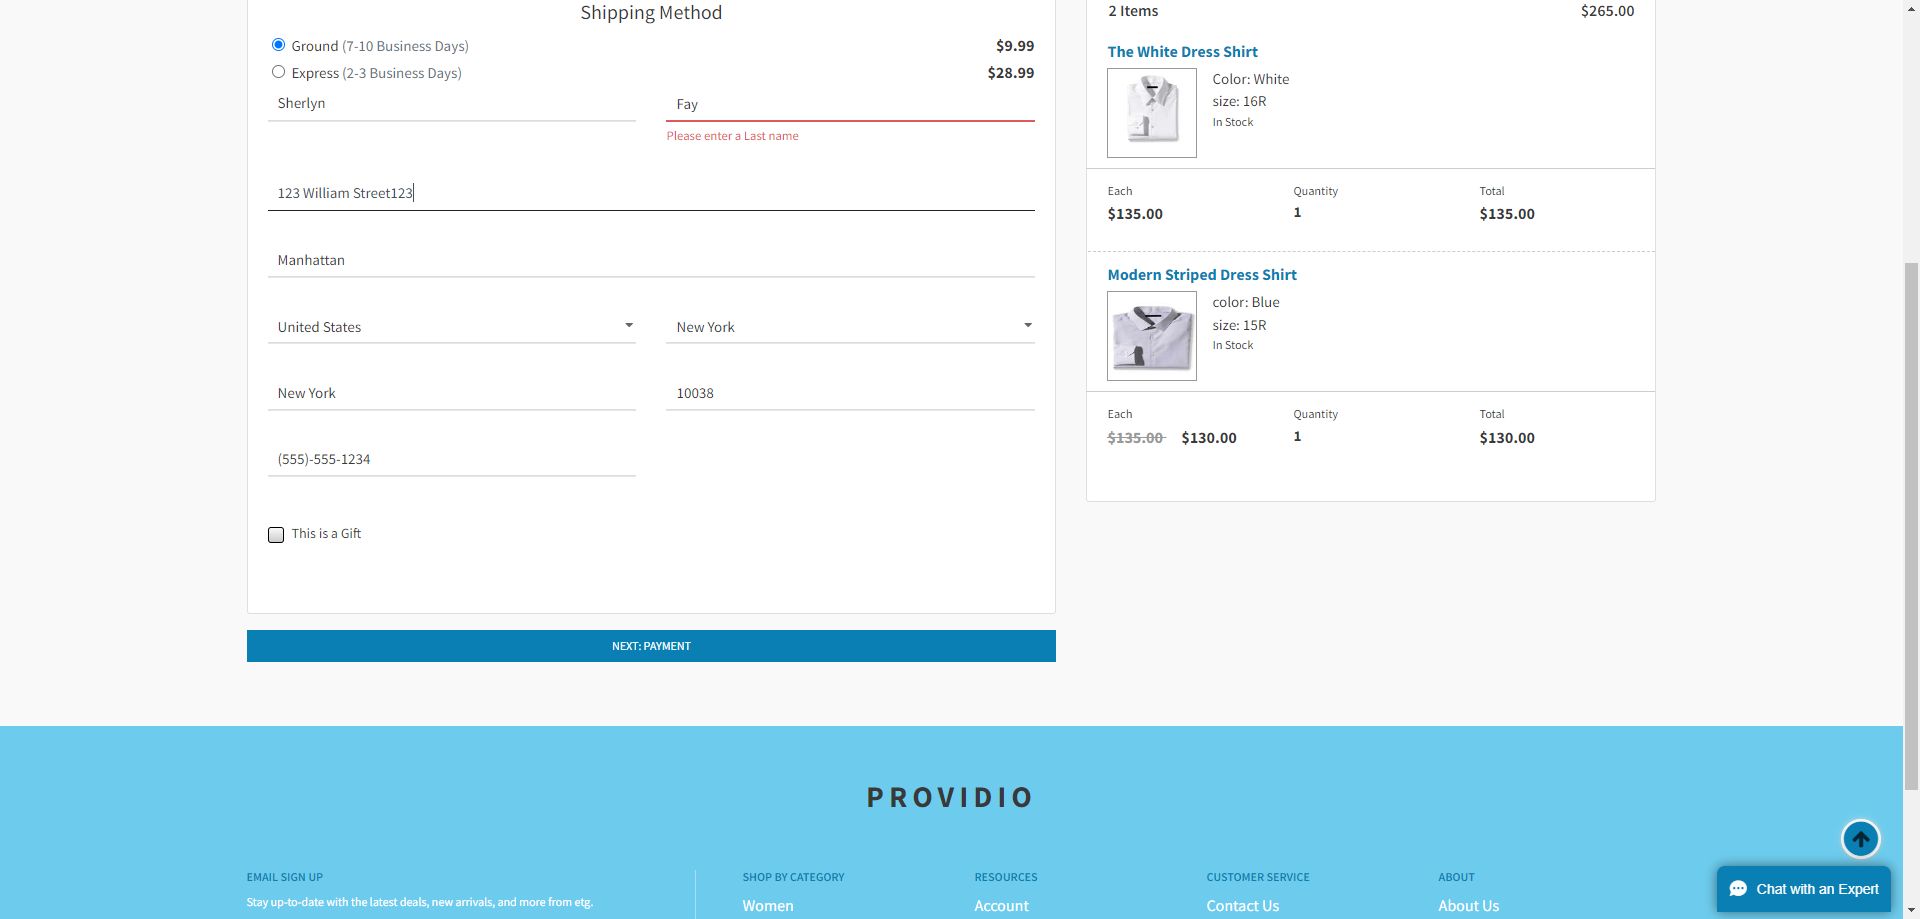 Shipping Method
Ground (7-10 Business Days)
$9.99
Express (2-3 Business Days)
$28.99
Sherlyn
Fay
Please enter a Last name
123 William Street123
Manhattan
United States
New York
New York
10038
(555)-555-1234
This is a Gift
NEXT: PAYMENT
2 Items
$265.00
The White Dress Shirt
Color: White
size: 16R
In Stock
Each
Quantity
Total
$135.00
1
$135.00
Modern Striped Dress Shirt
color: Blue
size: 15R
In Stock
Each
Quantity
Total
$135.00 $130.00
1
$130.00
PROVIDIO
EMAIL SIGN UP
Stay up-to-date with the latest deals, new arrivals, and more from etg.
SHOP BY CATEGORY
Women
RESOURCES
Account
CUSTOMER SERVICE
Contact Us
ABOUT
About Us
Chat with an Expert